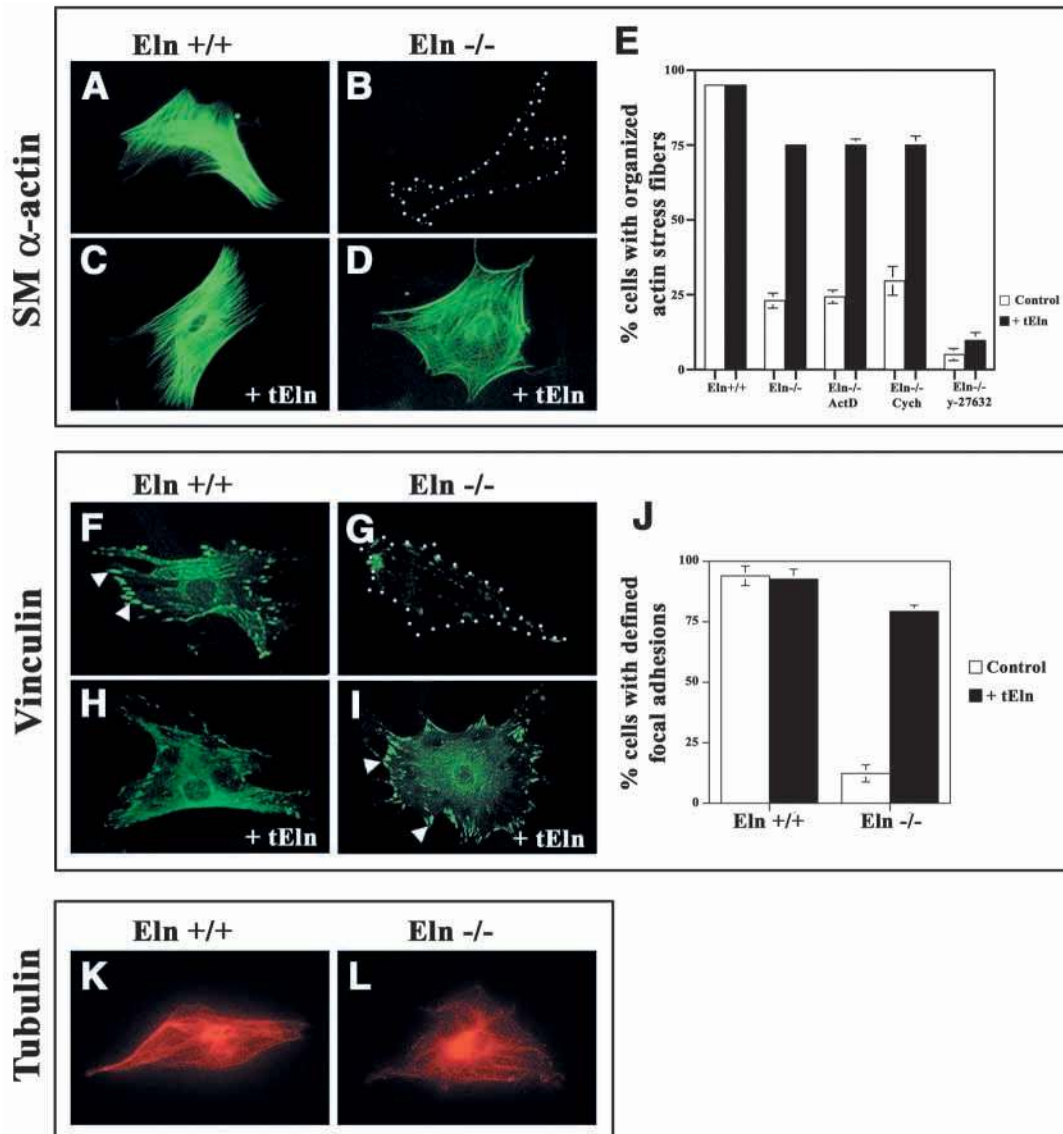 SM α-actin
Eln +/+
Eln -/-
A
B
C
+ tEln
D
+ tEln
E
% cells with organized
actin stress fibers
100
75
50
25
0
Eln+/+
Eln-/-
Eln-/-
ActD
Eln-/-
Cych
Eln-/-
y-27632
Control
+ tEln
Vinculin
Eln +/+
Eln -/-
F
G
H
+ tEln
I
+ tEln
J
% cells with defined
focal adhesions
100
75
50
25
0
Eln +/+
Eln -/-
Control
+ tEln
Tubulin
Eln +/+
Eln -/-
K
L